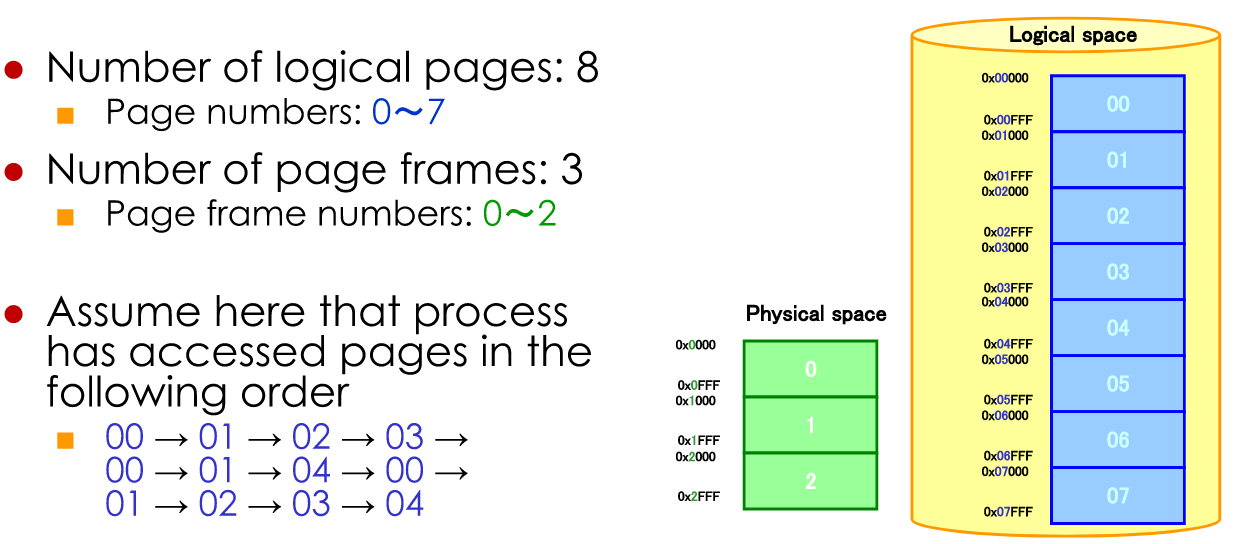 Number of logical pages: 8
Page numbers: 0～7
Number of page frames: 3
Page frame numbers: 0～2
Assume here that process
has accessed pages in the
following order
00 → 01 → 02 → 03 →
00 → 01 → 04 → 00 →
01 → 02 → 03 → 04
Physical space
0x0000
0
0x0FFF
0x1000
1
0x1FFF
0x2000
2
0x2FFF
Logical space
0x00000
00
0x00FFF
0x01000
01
0x01FFF
0x02000
02
0x02FFF
0x03000
03
0x03FFF
0x04000
04
0x04FFF
0x05000
05
0x05FFF
0x06000
06
0x06FFF
0x07000
07
0x07FFF